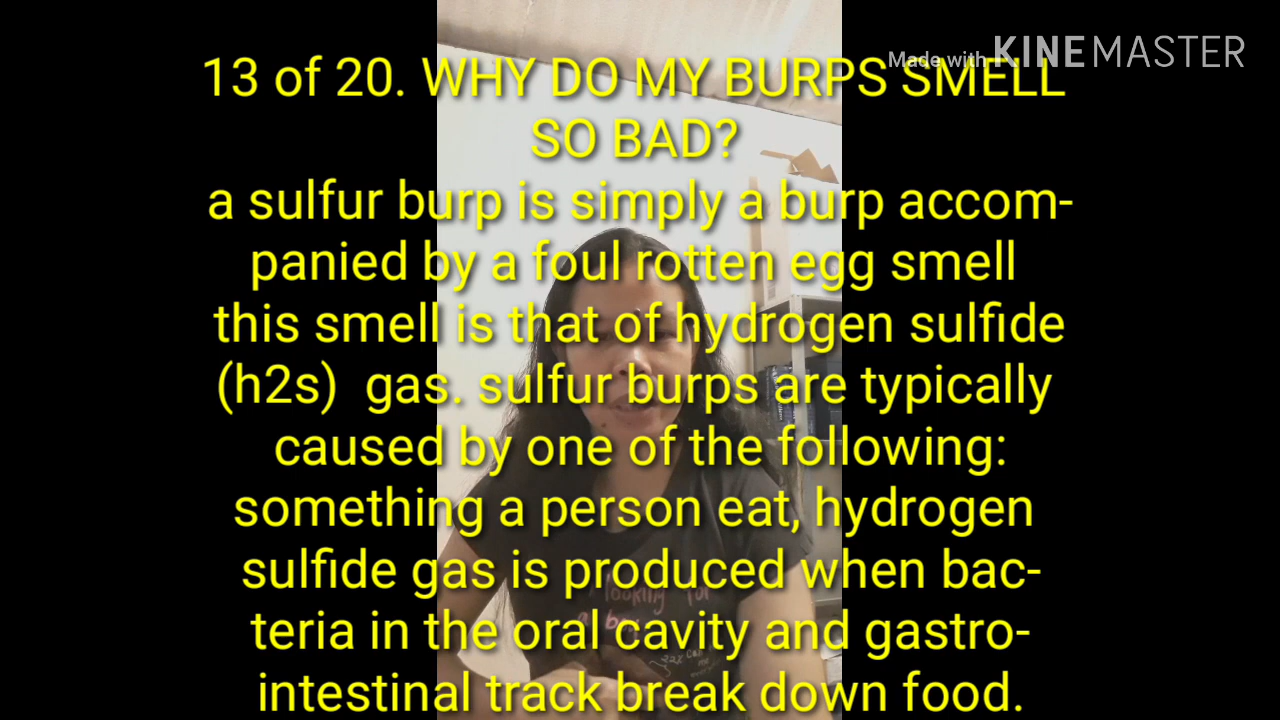 Made with KINEMASTER
13 of 20. WHY DO MY BURPS SMELL
SO BAD?
a sulfur burp is simply a burp accom-
panied by a foul rotten egg smell
this smell is that of hydrogen sulfide
(h2s)  gas. sulfur burps are typically
caused by one of the following:
something a person eat, hydrogen
sulfide gas is produced when bac-
teria in the oral cavity and gastro-
intestinal track break down food.
looking for